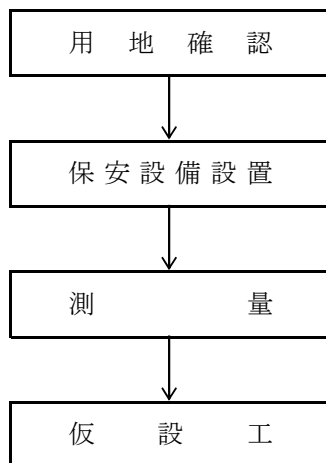 用地確認
保安設備設置
測量
仮設工